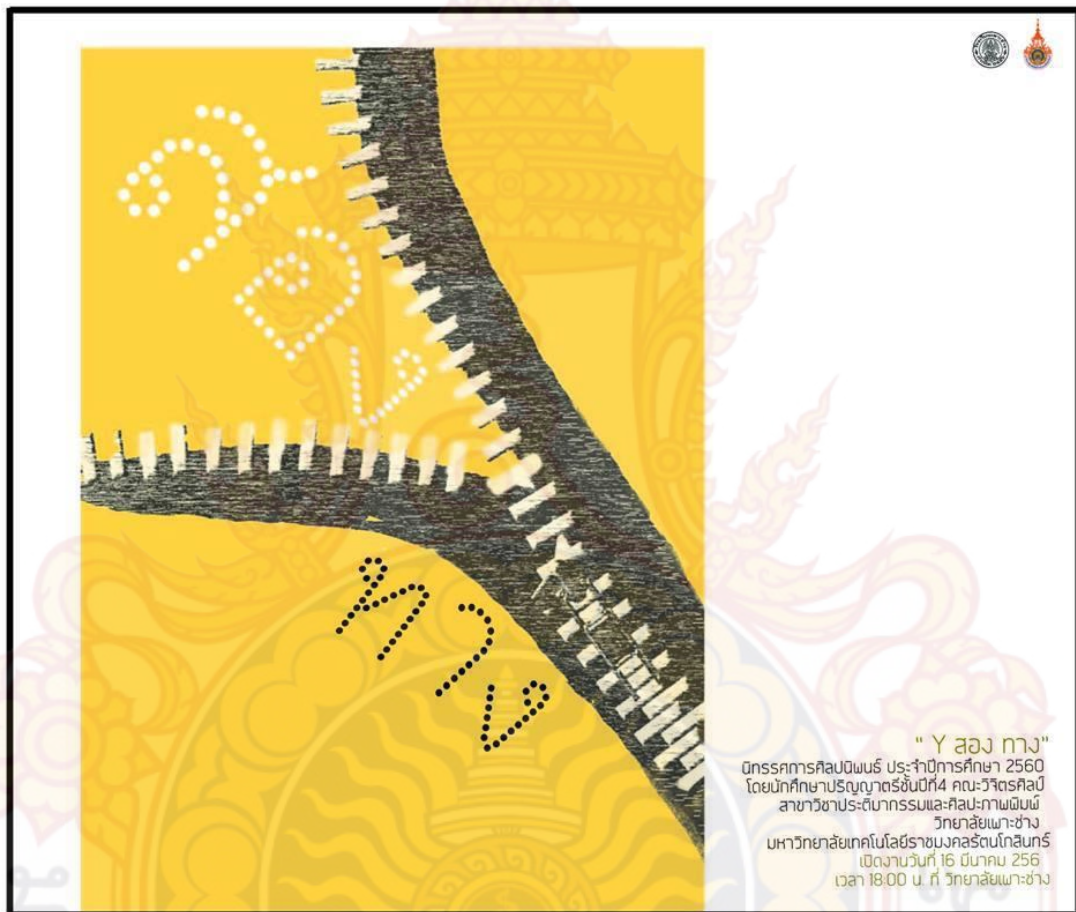 สอง
ทาง
" Y สอง ทาง"
นิทรรศการศิลปนิพนธ์ ประจำปีการศึกษา 2560
โดยนักศึกษาปริญญาตรีชั้นปีที่4 คณะวิจิตรศิลป์
สาขาวิชาประติมากรรมและศิลปะภาพพิมพ์
วิทยาลัยเพาะช่าง
มหาวิทยาลัยเทคโนโลยีราชมงคลรัตนโกสินทร์
เปิดงานวันที่ 16 มีนาคม 256
เวลา 18:00 น. ที่ วิทยาลัยเพาะช่าง